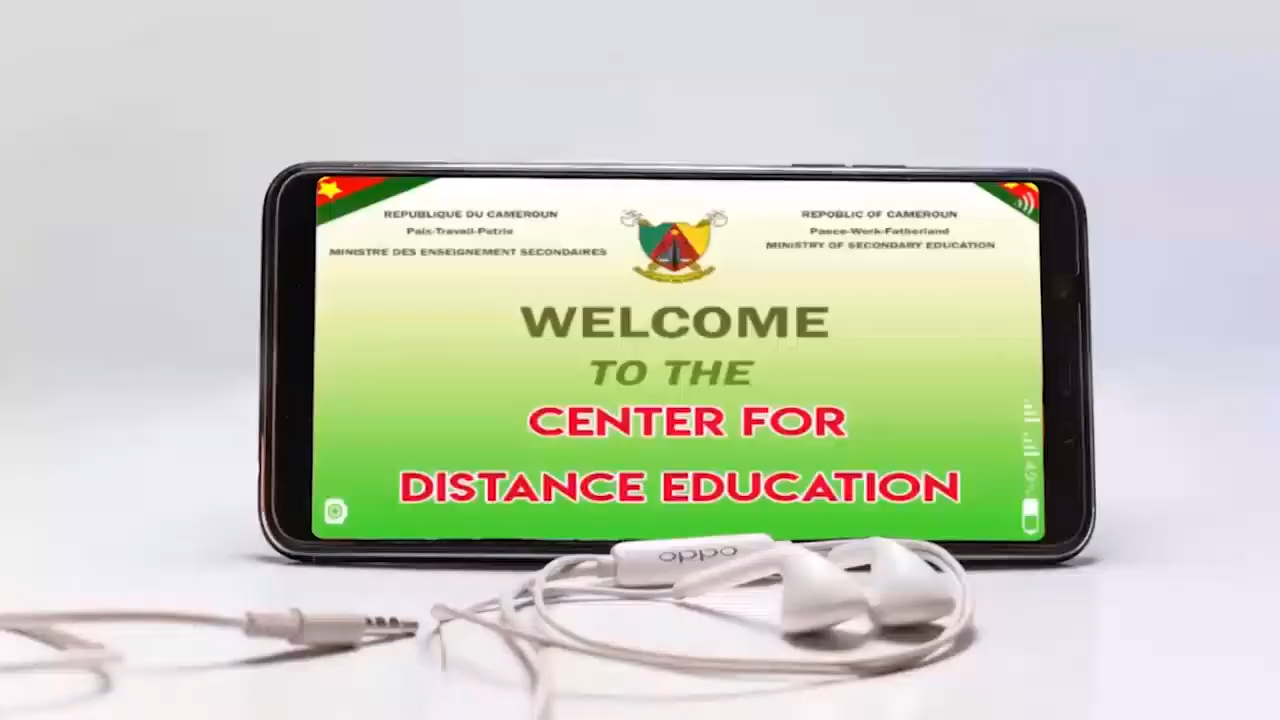 REPUBLIQUE DU CAMEROUN
Paix-Travail-Patrie
MINISTRE DES ENSEIGNEMENT SECONDAIRES
REPOBLIC OF CAMEROUN
Peace-Work-Fatherland
MINISTRY OF SECONDARY EDUCATION
WELCOME
TO THE
CENTER FOR
DISTANCE EDUCATION
oppo